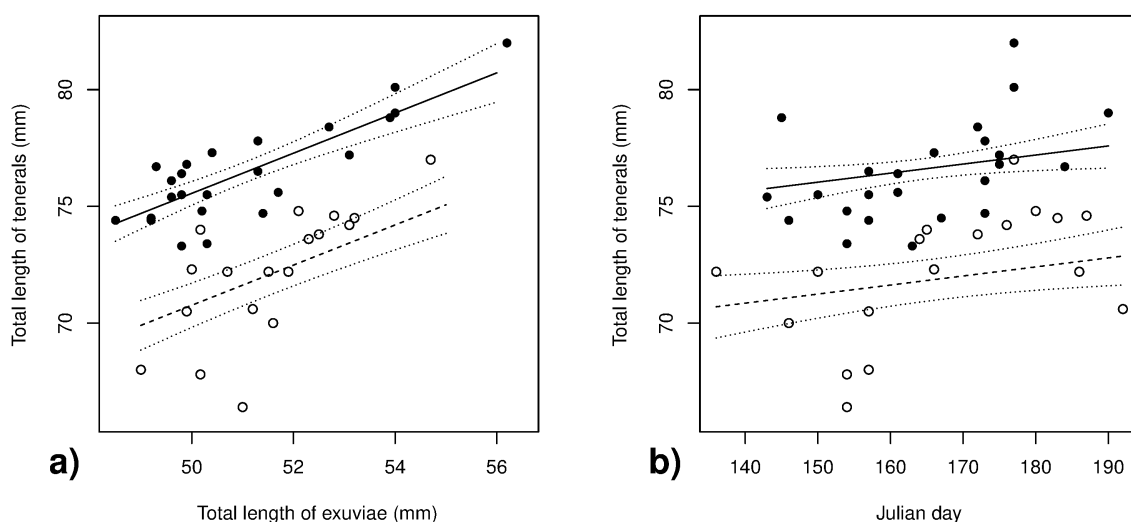 Total length of tenerals (mm)
80
75
70
50 52 54 56
a)
Total length of exuviae (mm)
Total length of tenerals (mm)
80
75
70
140 150 160 170 180 190
b)
Julian day